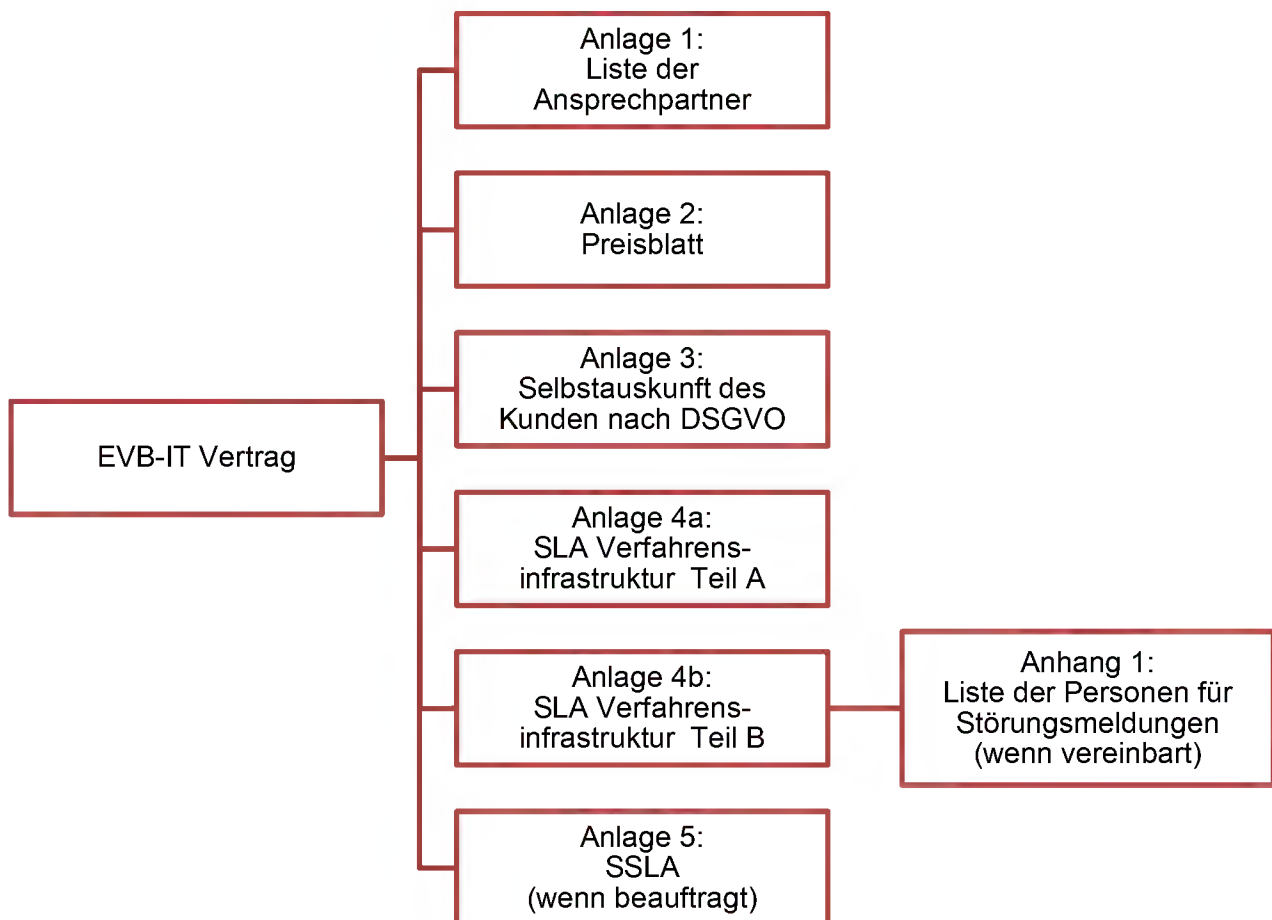 Anlage 1:
Liste der
Ansprechpartner
Anlage 2:
Preisblatt
Anlage 3:
Selbstauskunft des
Kunden nach DSGVO
EVB-IT Vertrag
Anlage 4a:
SLA Verfahrens-
infrastruktur Teil A
Anlage 4b:
SLA Verfahrens-
infrastruktur Teil B
Anhang 1:
Liste der Personen für
Störungsmeldungen
(wenn vereinbart)
Anlage 5:
SSLA
(wenn beauftragt)